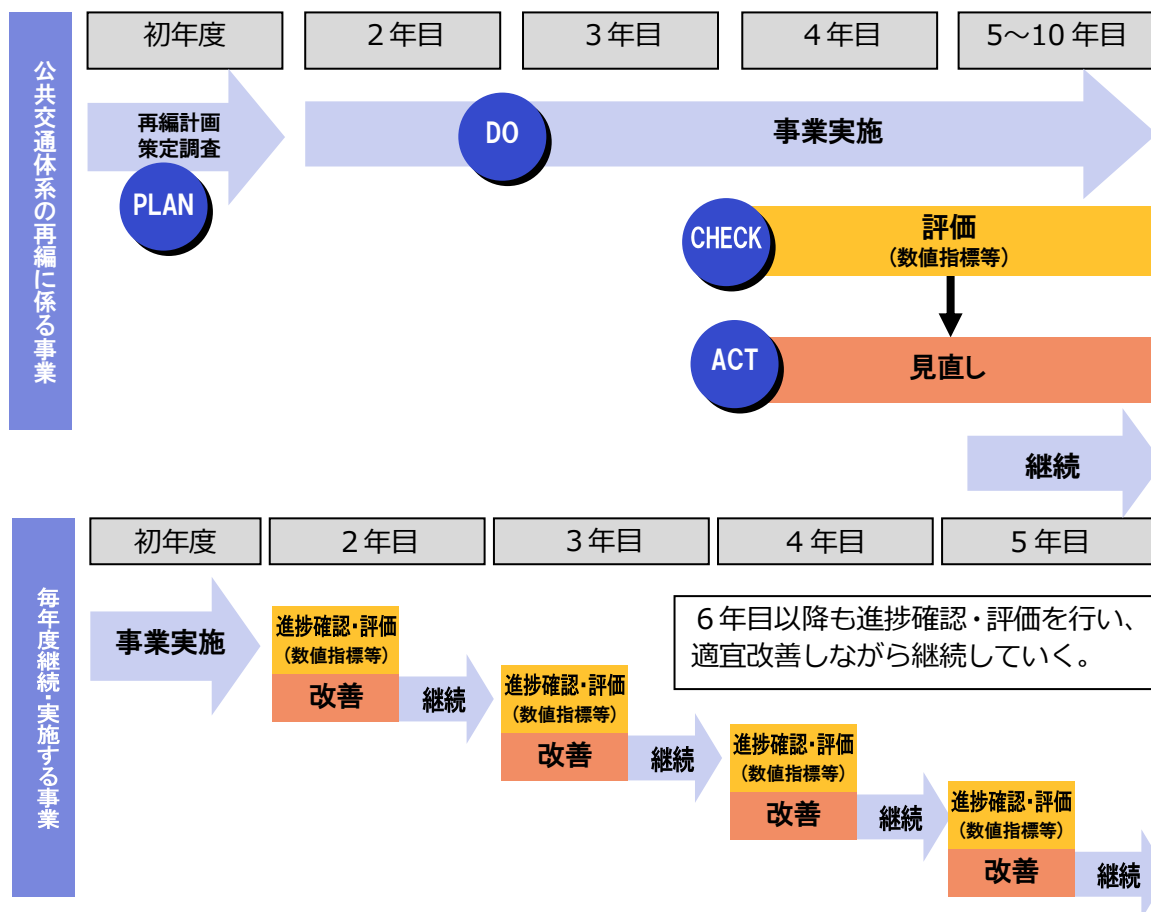 公共交通体系の再編に係る事業
初年度
２年目
３年目
４年目
5～10 年目
再編計画
策定調査
PLAN
DO
事業実施
CHECK
評価
（数値指標等）
ACT
見直し
継続
毎年度継続・実施する事業
初年度
２年目
３年目
４年目
５年目
事業実施
進捗確認・評価
（数値指標等）
改善
継続
進捗確認・評価
（数値指標等）
改善
継続
進捗確認・評価
（数値指標等）
改善
継続
進捗確認・評価
（数値指標等）
改善
継続
６年目以降も進捗確認・評価を行い、
適宜改善しながら継続していく。